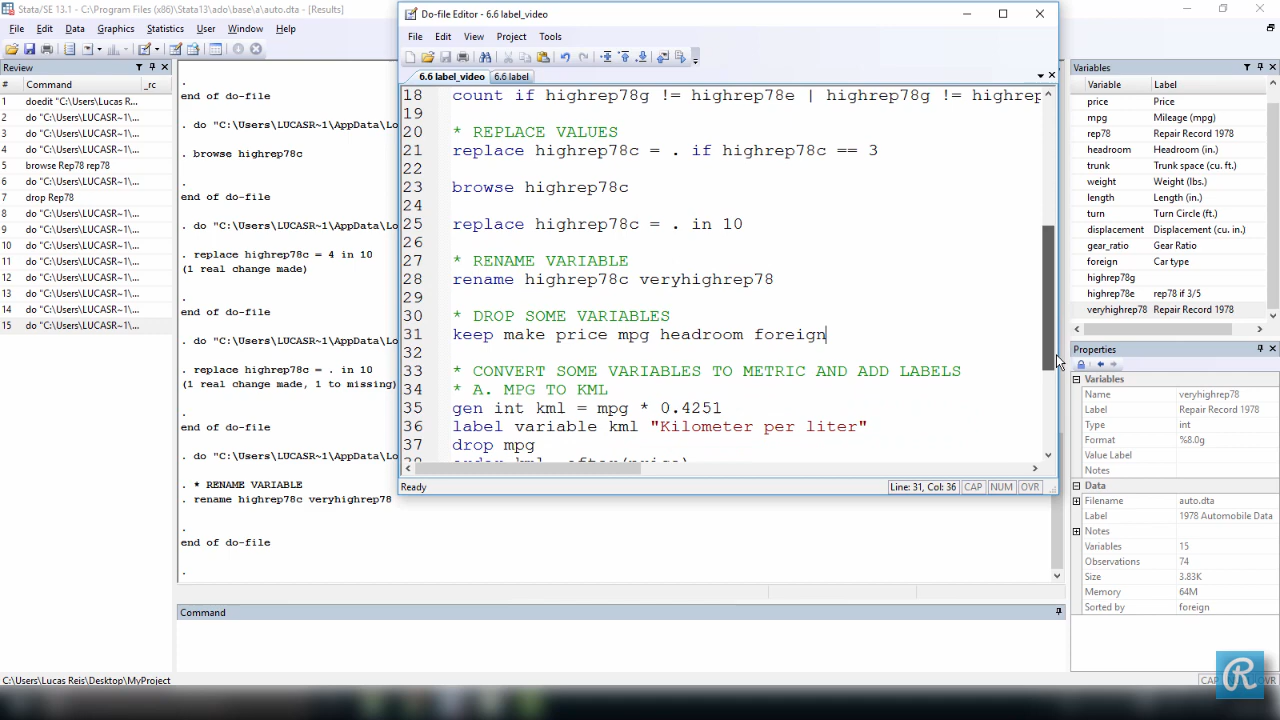 Stata/SE 13.1 - C:\Program Files\Stata13\ado\base\a\auto.dta - [Results]
File Edit Data Graphics Statistics User Window Help
Review
# Command _rc
1 doedit "C:\Users\Lucas R...
2 do "C:\Users\LUCASR~1\...
3 do "C:\Users\LUCASR~1\...
4 do "C:\Users\LUCASR~1\...
5 browse Rep78 rep78
6 do "C:\Users\LUCASR~1\...
7 drop Rep78
8 do "C:\Users\LUCASR~1\...
9 do "C:\Users\LUCASR~1\...
10 do "C:\Users\LUCASR~1\...
11 do "C:\Users\LUCASR~1\...
12 do "C:\Users\LUCASR~1\...
13 do "C:\Users\LUCASR~1\...
14 do "C:\Users\LUCASR~1\...
15 do "C:\Users\LUCASR~1\...
.
end of do-file
. do "C:\Users\LUCASR~1\AppData\Lo
. browse highrep78c
.
end of do-file
. do "C:\Users\LUCASR~1\AppData\Lo
. replace highrep78c = 4 in 10
(1 real change made)
.
end of do-file
. do "C:\Users\LUCASR~1\AppData\Lo
. replace highrep78c = . in 10
(1 real change made, 1 to missing)
.
end of do-file
. do "C:\Users\LUCASR~1\AppData\Lo
. * RENAME VARIABLE
. rename highrep78c veryhighrep78
.
end of do-file
.
Command
C:\Users\Lucas Reis\Desktop\MyProject
Do-file Editor - 6.6 label_video
File Edit View Project Tools
6.6 label_video 6.6 label
18 count if highrep78g != highrep78e | highrep78g != highrep
19
20 * REPLACE VALUES
21 replace highrep78c = . if highrep78c == 3
22
23 browse highrep78c
24
25 replace highrep78c = . in 10
26
27 * RENAME VARIABLE
28 rename highrep78c veryhighrep78
29
30 * DROP SOME VARIABLES
31 keep make price mpg headroom foreign
32
33 * CONVERT SOME VARIABLES TO METRIC AND ADD LABELS
34 * A. MPG TO KML
35 gen int kml = mpg * 0.4251
36 label variable kml "Kilometer per liter"
37 drop mpg
38 order kml, after(price)
Ready Line: 31, Col: 36 CAP NUM OVR
Variables
Variable Label
price Price
mpg Mileage (mpg)
rep78 Repair Record 1978
headroom Headroom (in.)
trunk Trunk space (cu. ft.)
weight Weight (lbs.)
length Length (in.)
turn Turn Circle (ft.)
displacement Displacement (cu. in.)
gear_ratio Gear Ratio
foreign Car type
highrep78g
highrep78e rep78 if 3/5
veryhighrep78 Repair Record 1978
Properties
Variables
Name veryhighrep78
Label Repair Record 1978
Type int
Format %8.0g
Value Label
Notes
Data
Filename auto.dta
Label 1978 Automobile Data
Notes
Variables 15
Observations 74
Size 3.83K
Memory 64M
Sorted by foreign
R
OVR